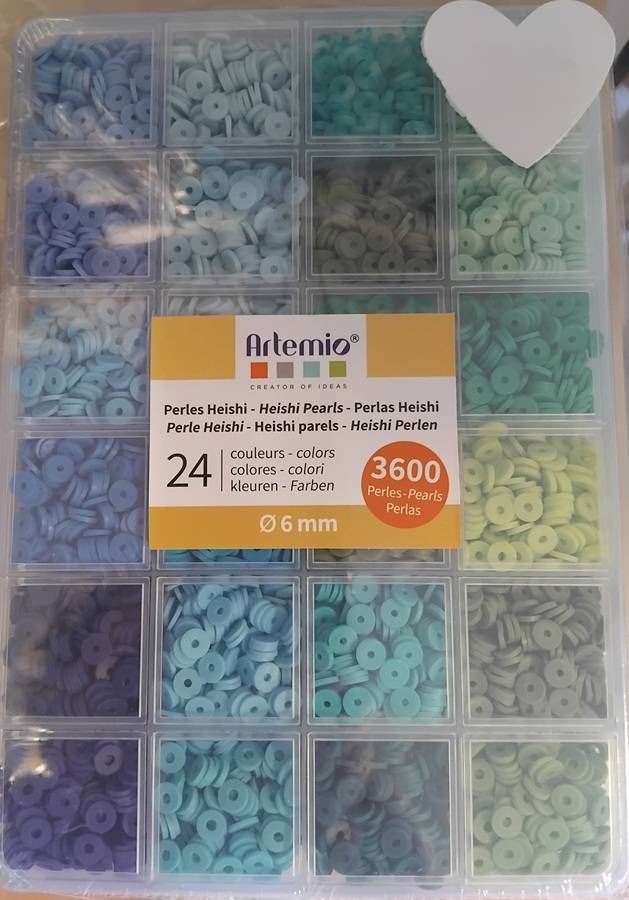 Artemio®
CREATOR OF IDEAS
Perles Heishi - Heishi Pearls - Perlas Heishi
Perle Heishi - Heishi parels - Heishi Perlen
24
couleurs - colors
colores - colori
kleuren - Farben
3600
Perles-Pearls
Perlas
Ø 6 mm